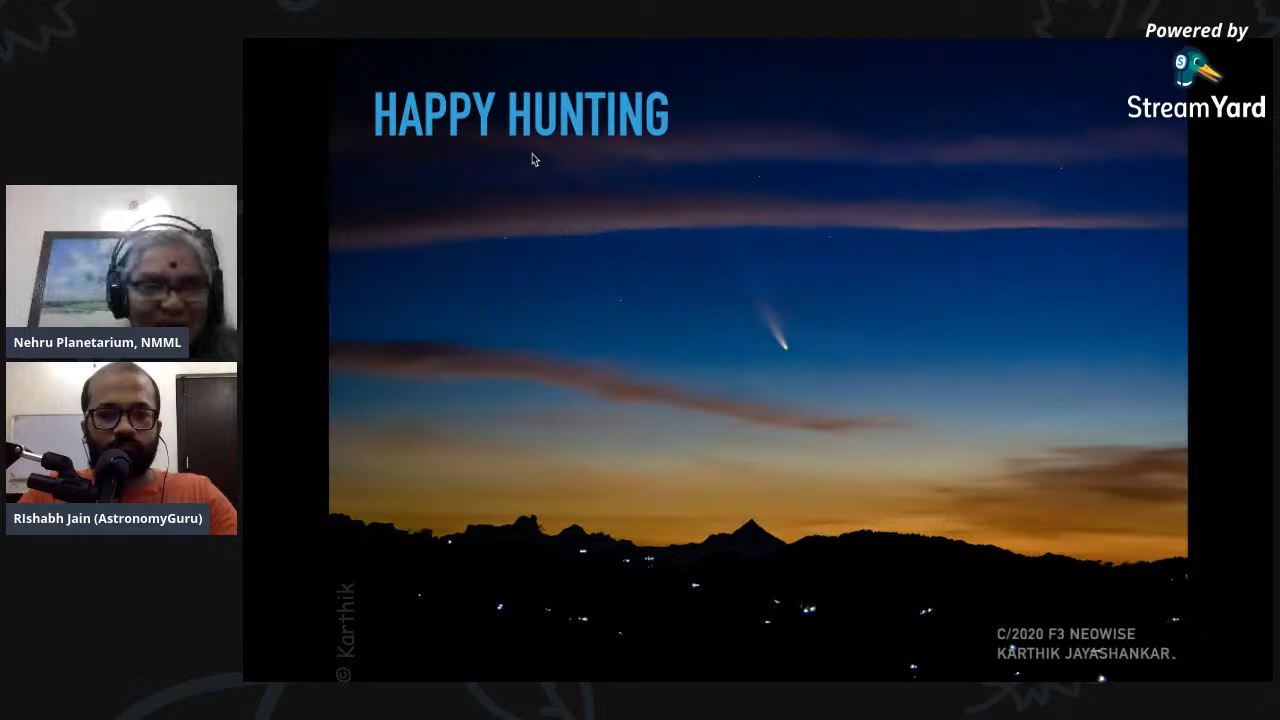 Powered by
StreamYard
HAPPY HUNTING
Nehru Planetarium, NMML
RIshabh Jain (AstronomyGuru)
© Karthik
C/2020 F3 NEOWISE
KARTHIK JAYASHANKAR.